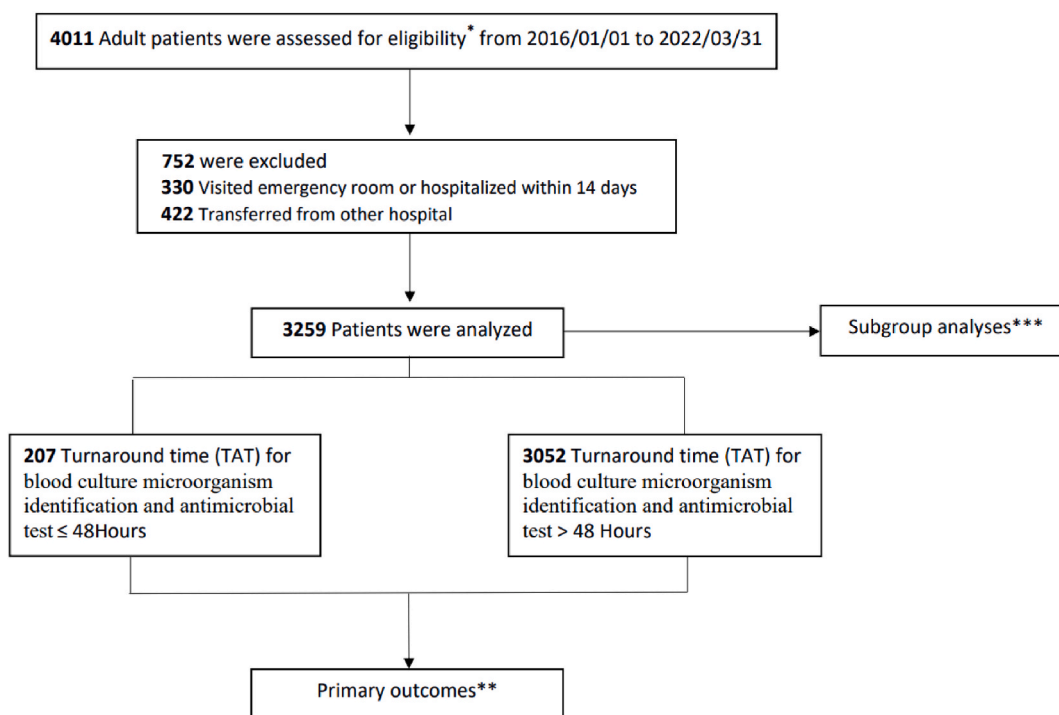 4011 Adult patients were assessed for eligibility* from 2016/01/01 to 2022/03/31
752 were excluded
330 Visited emergency room or hospitalized within 14 days
422 Transferred from other hospital
3259 Patients were analyzed
Subgroup analyses***
207 Turnaround time (TAT) for
blood culture microorganism
identification and antimicrobial
test ≤ 48Hours
3052 Turnaround time (TAT) for
blood culture microorganism
identification and antimicrobial
test > 48 Hours
Primary outcomes**